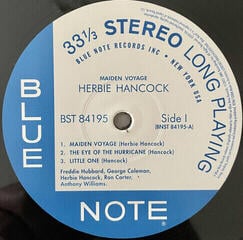 33⅓ STEREO LONG PLAYING
BLUE NOTE RECORDS INC • NEW YORK USA
MAIDEN VOYAGE
HERBIE HANCOCK
BST 84195 Side I
(BNST 84195-A)
1. MAIDEN VOYAGE (Herbie Hancock)
2. THE EYE OF THE HURRICANE (Hancock)
3. LITTLE ONE (Hancock)
Freddie Hubbard, George Coleman,
Herbie Hancock, Ron Carter,
Anthony Williams.
BLUE
NOTE®